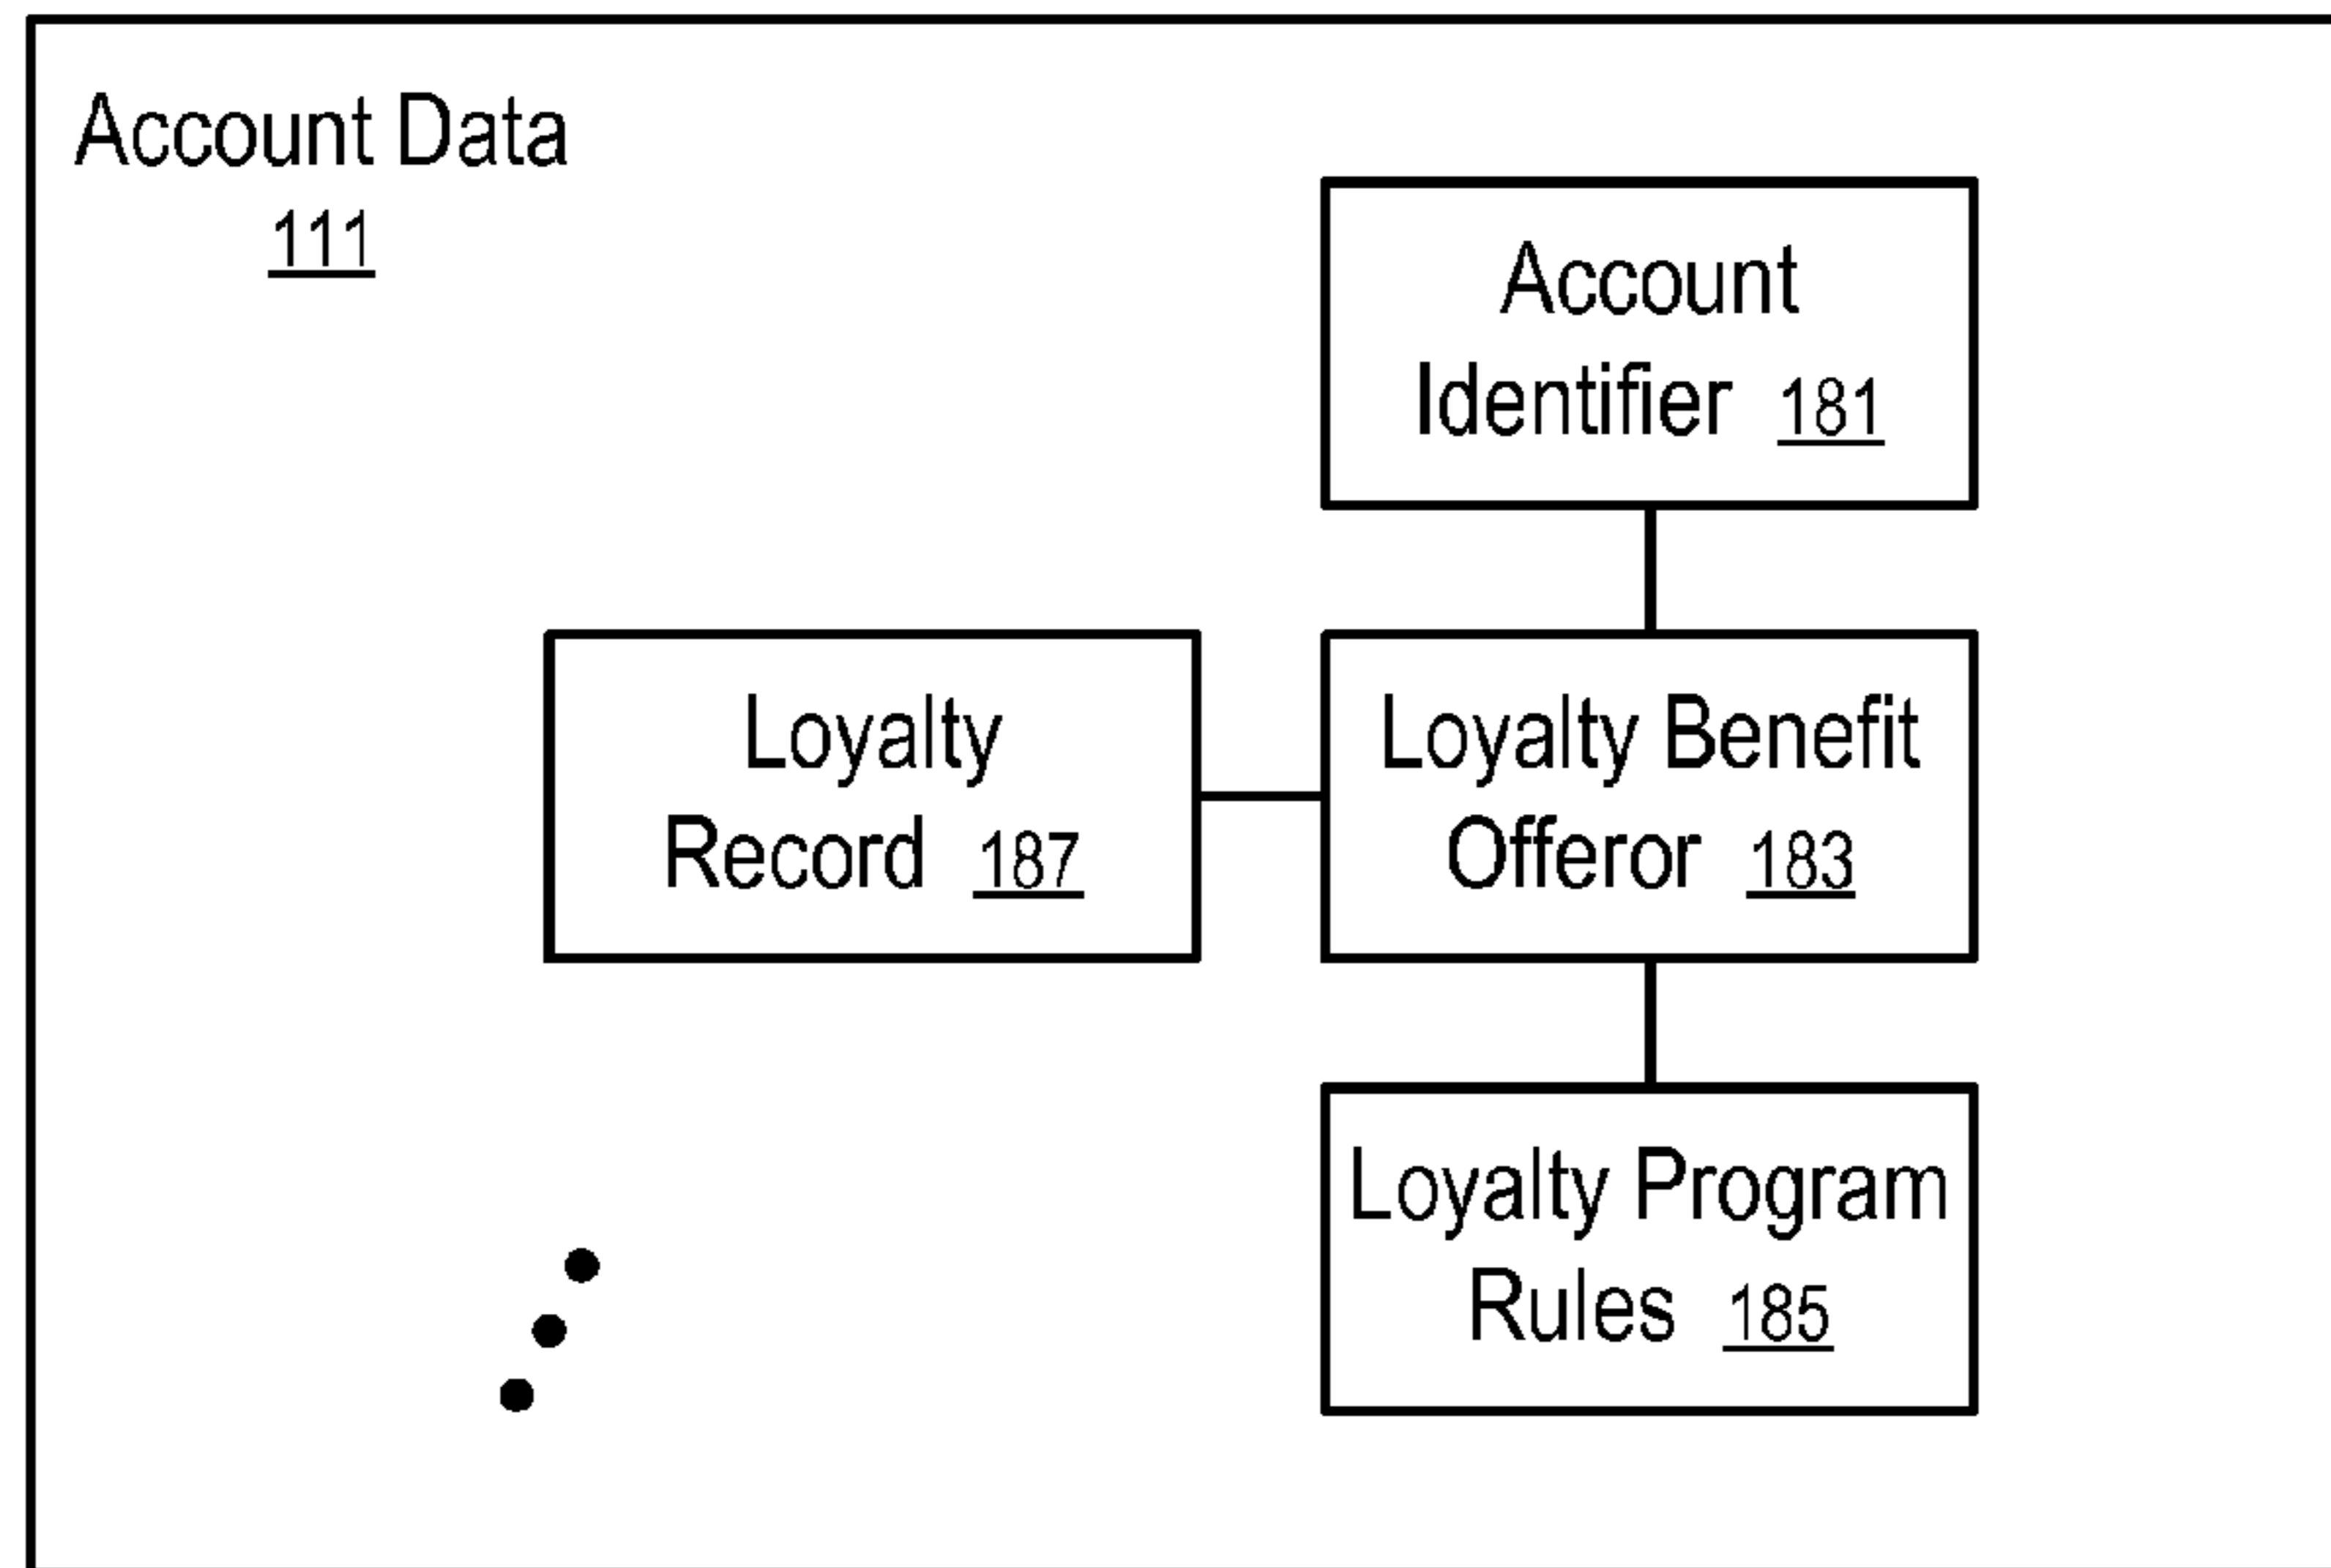 Account Data
111
Account
Identifier 181
Loyalty
Record 187
Loyalty Benefit
Offeror 183
Loyalty Program
Rules 185